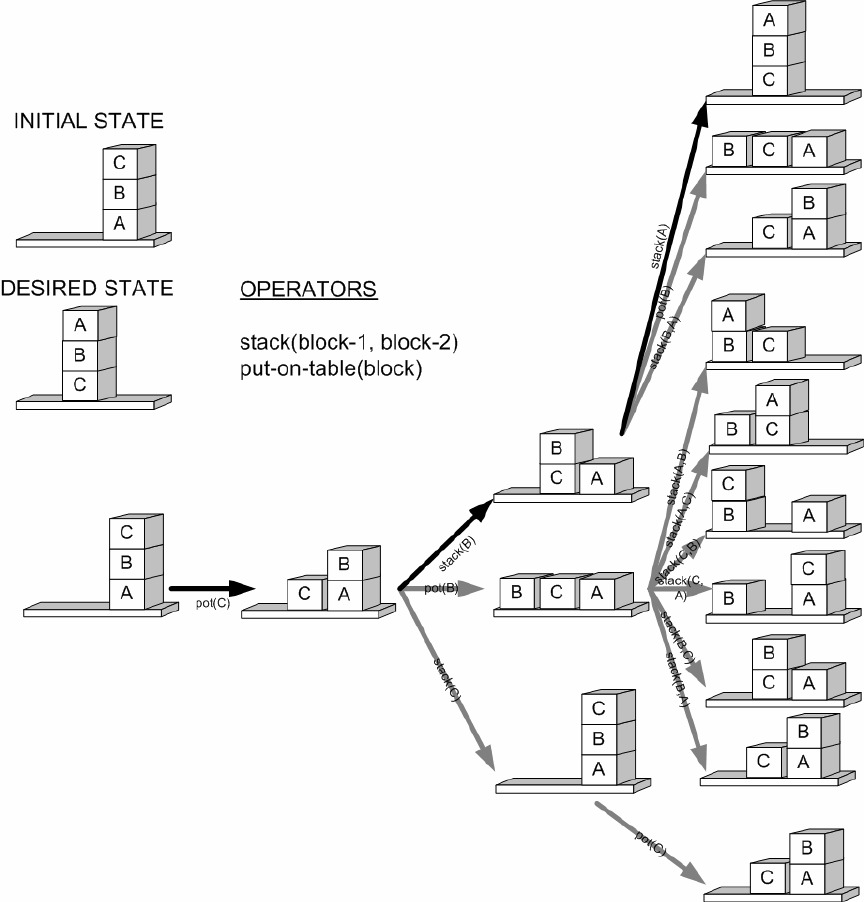 INITIAL STATE
C
B
A
DESIRED STATE
A
B
C
OPERATORS
stack(block-1, block-2)
put-on-table(block)
C
B
A
pot(C)
B
C
A
stack(B)
pot(B)
stack(C)
B
C
A
B
C
A
C
B
A
stack(A)
pot(B)
stack(B,A)
stack(A,B)
stack(A,C)
stack(C,B)
stack(C,
A)
stack(B,C)
stack(B,A)
pot(C)
A
B
C
B
C
A
B
C
A
A
B
C
A
B
C
C
B
A
C
B
A
B
C
A
B
C
A
B
C
A